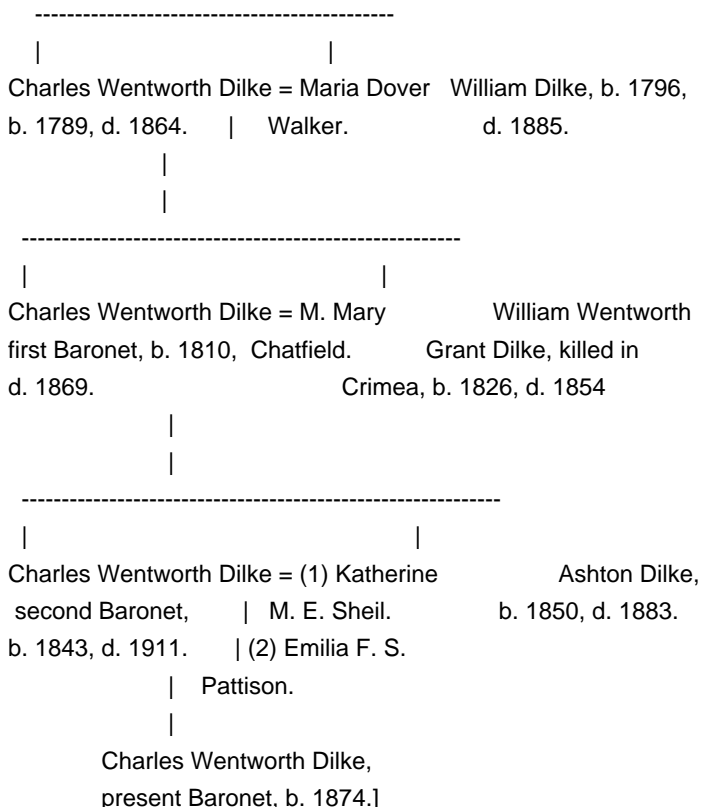 Charles Wentworth Dilke = Maria Dover William Dilke, b. 1796,
b. 1789, d. 1864. | Walker. d. 1885.
Charles Wentworth Dilke = M. Mary William Wentworth
first Baronet, b. 1810, Chatfield. Grant Dilke, killed in
d. 1869. Crimea, b. 1826, d. 1854
Charles Wentworth Dilke = (1) Katherine Ashton Dilke,
second Baronet, | M. E. Sheil. b. 1850, d. 1883.
b. 1843, d. 1911. | (2) Emilia F. S.
| Pattison.
Charles Wentworth Dilke,
present Baronet, b. 1874.]